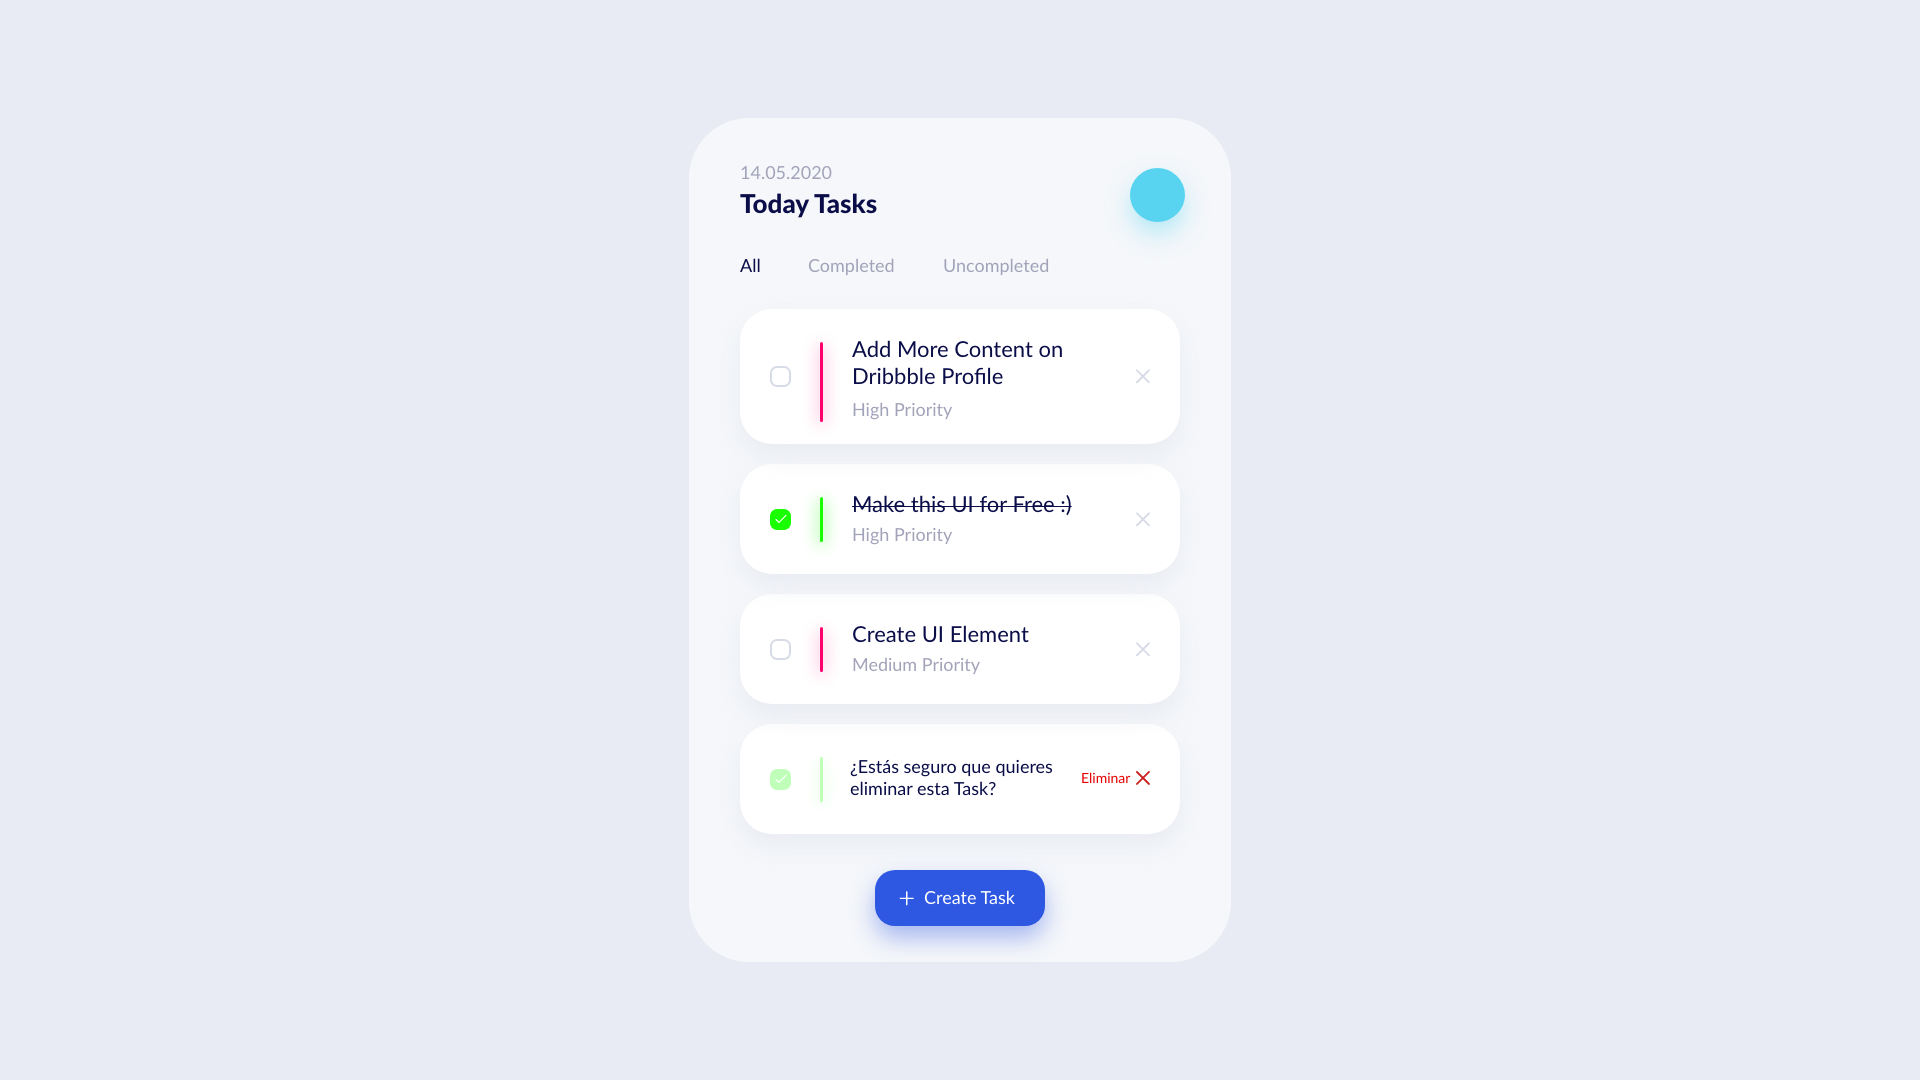 14.05.2020
Today Tasks
All Completed Uncompleted
Add More Content on
Dribbble Profile
High Priority
Make this UI for Free :)
High Priority
Create UI Element
Medium Priority
¿Estás seguro que quieres
eliminar esta Task?
Eliminar
Create Task